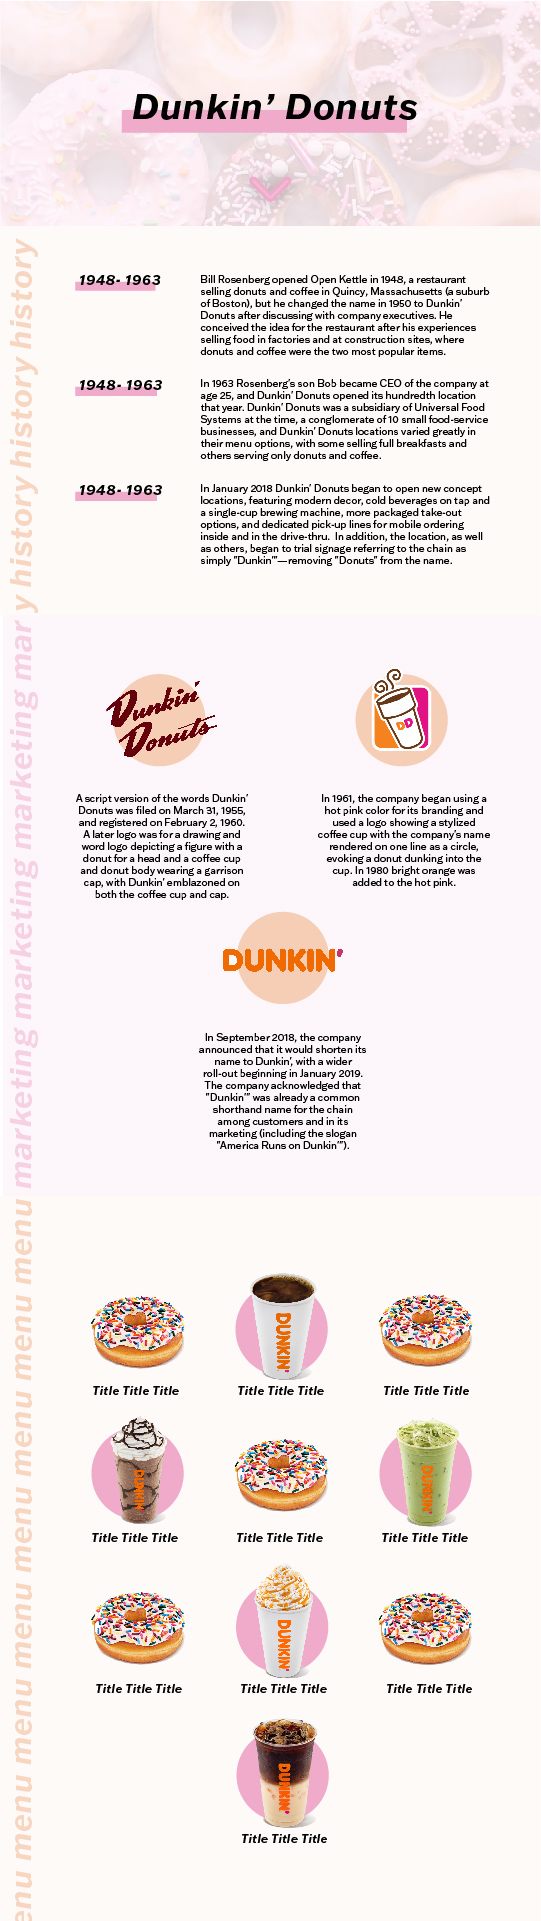 Dunkin’ Donuts
history history history history
1948- 1963
Bill Rosenberg opened Open Kettle in 1948, a restaurant
selling donuts and coffee in Quincy, Massachusetts (a suburb
of Boston), but he changed the name in 1950 to Dunkin’
Donuts after discussing with company executives. He
conceived the idea for the restaurant after his experiences
selling food in factories and at construction sites, where
donuts and coffee were the two most popular items.
1948- 1963
In 1963 Rosenberg’s son Bob became CEO of the company at
age 25, and Dunkin’ Donuts opened its hundredth location
that year. Dunkin’ Donuts was a subsidiary of Universal Food
Systems at the time, a conglomerate of 10 small food-service
businesses, and Dunkin’ Donuts locations varied greatly in
their menu options, with some selling full breakfasts and
others serving only donuts and coffee.
1948- 1963
In January 2018 Dunkin’ Donuts began to open new concept
locations, featuring modern decor, cold beverages on tap and
a single-cup brewing machine, more packaged take-out
options, and dedicated pick-up lines for mobile ordering
inside and in the drive-thru. In addition, the location, as well
as others, began to trial signage referring to the chain as
simply "Dunkin’"—removing "Donuts" from the name.
y
marketing marketing marketing mar
Dunkin’
Donuts
A script version of the words Dunkin’
Donuts was filed on March 31, 1955,
and registered on February 2, 1960.
A later logo was for a drawing and
word logo depicting a figure with a
donut for a head and a coffee cup
and donut body wearing a garrison
cap, with Dunkin’ emblazoned on
both the coffee cup and cap.
DD
In 1961, the company began using a
hot pink color for its branding and
used a logo showing a stylized
coffee cup with the company’s name
rendered on one line as a circle,
evoking a donut dunking into the
cup. In 1980 bright orange was
added to the hot pink.
DUNKIN’
In September 2018, the company
announced that it would shorten its
name to Dunkin’, with a wider
roll-out beginning in January 2019.
The company acknowledged that
"Dunkin’" was already a common
shorthand name for the chain
among customers and in its
marketing (including the slogan
"America Runs on Dunkin’").
enu menu menu menu menu menu menu menu
DUNKIN’
Title Title Title
Title Title Title
Title Title Title
DUNKIN’
DUNKIN’
Title Title Title
Title Title Title
Title Title Title
DUNKIN’
Title Title Title
Title Title Title
Title Title Title
DUNKIN’
Title Title Title